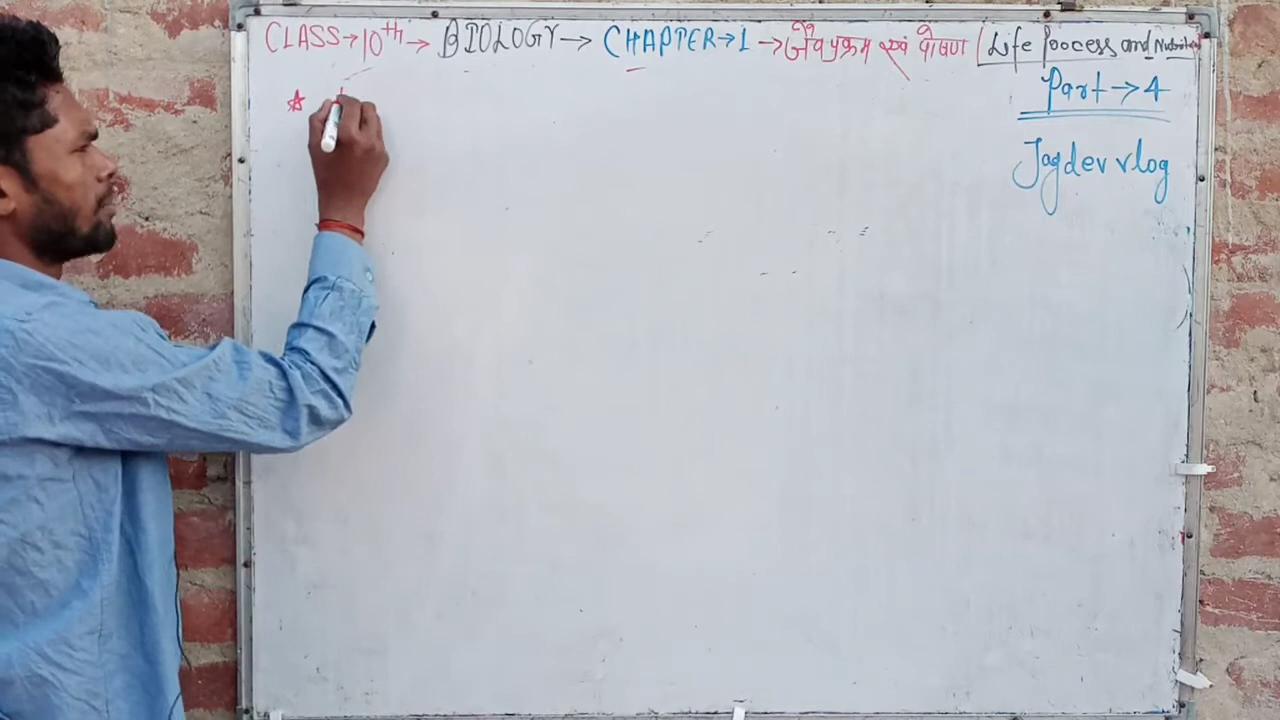 CLASS→10th→ BIOLOGY→ CHAPTER→1 →जैव प्रक्रम एवं पोषण [Life Process and Nutrition]
Part→4
Jagdev vlog